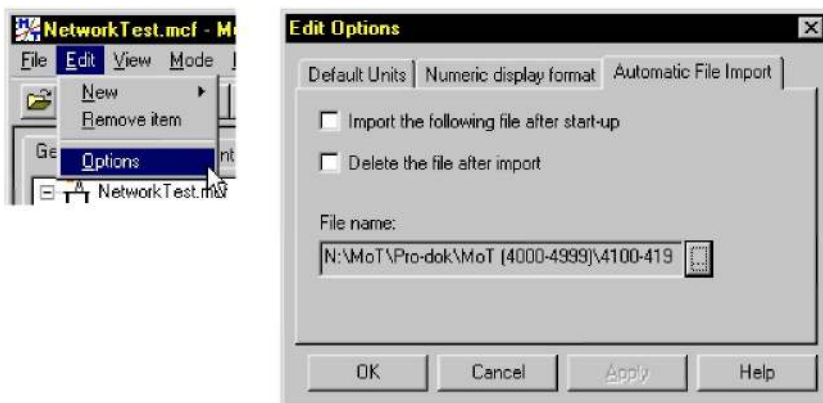 NetworkTest.mcf - M
File Edit View Mode
New
Remove item
Options
Ge nt
NetworkTest.m
Edit Options
Default Units Numeric display format Automatic File Import
Import the following file after start-up
Delete the file after import
File name:
N:\MoT\Pro-dok\MoT (4000-4999)\4100-419
...
OK Cancel Apply Help